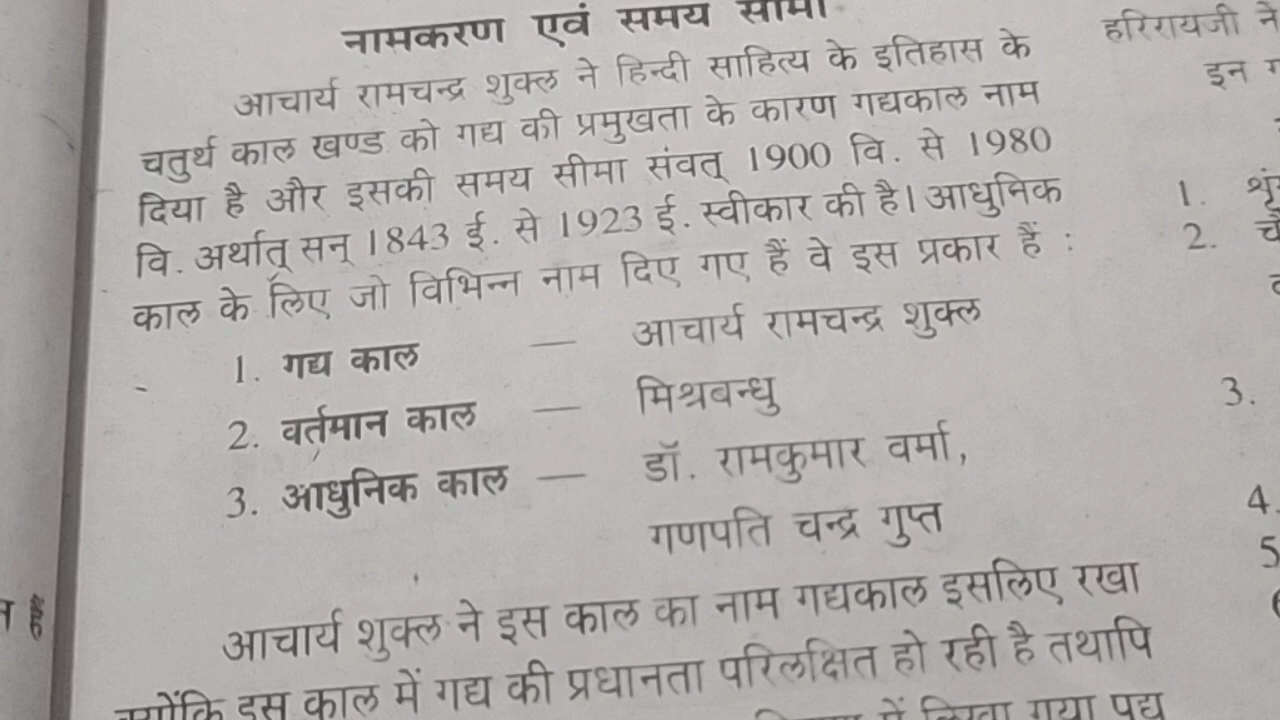 नामकरण एवं समय सीमा
आचार्य रामचन्द्र शुक्ल ने हिन्दी साहित्य के इतिहास के
चतुर्थ काल खण्ड को गद्य की प्रमुखता के कारण गद्यकाल नाम
दिया है और इसकी समय सीमा संवत् 1900 वि. से 1980
वि. अर्थात् सन् 1843 ई. से 1923 ई. स्वीकार की है। आधुनिक
काल के लिए जो विभिन्न नाम दिए गए हैं वे इस प्रकार हैं :
1. गद्य काल — आचार्य रामचन्द्र शुक्ल
2. वर्तमान काल — मिश्रबन्धु
3. आधुनिक काल — डॉ. रामकुमार वर्मा,
गणपति चन्द्र गुप्त
आचार्य शुक्ल ने इस काल का नाम गद्यकाल इसलिए रखा
क्योंकि इस काल में गद्य की प्रधानता परिलक्षित हो रही है तथापि
में लिखा गया पद्य
हरिरायजी ने
इन
1.
2.
3.
4.
5
है